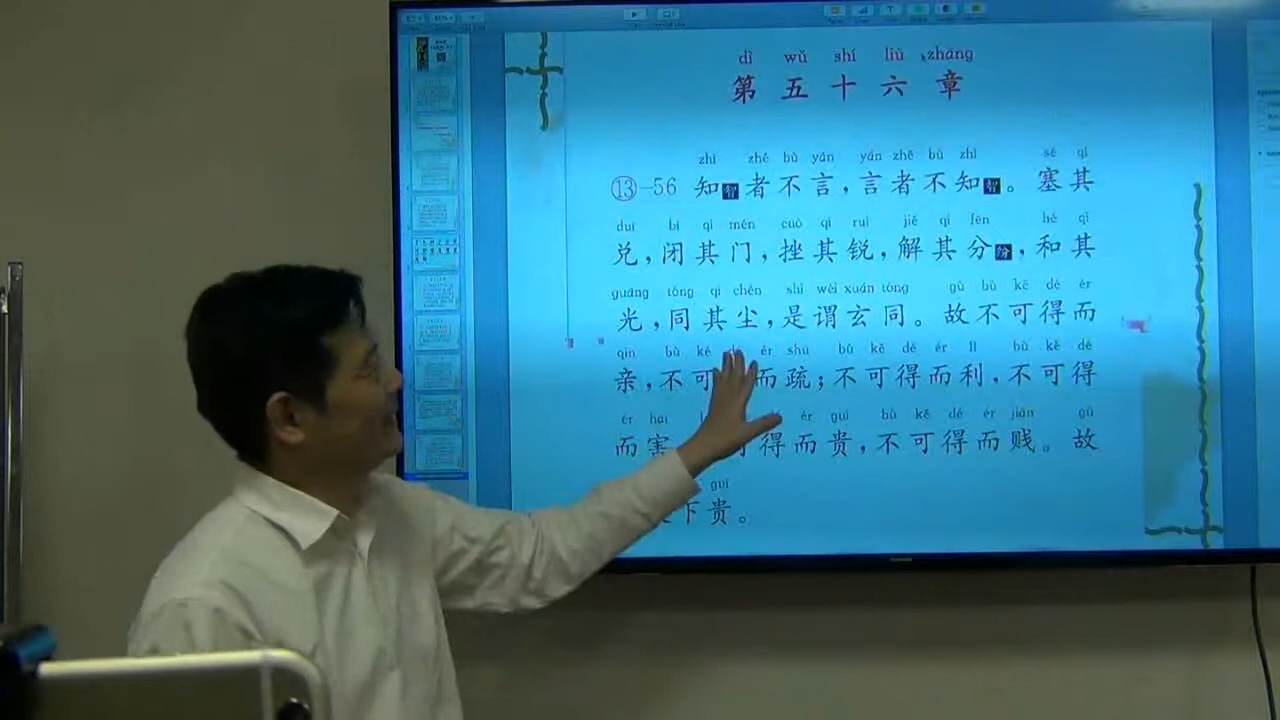 dì wǔ shí liù zhāng
第五十六章
zhì zhě bù yán yán zhě bù zhì sè qí
⑬-56 知智者不言，言者不知智。塞其
duì bì qí mén cuò qí ruì jiě qí fēn hé qí
兑，闭其门，挫其锐，解其分纷，和其
guāng tóng qí chén shì wèi xuán tóng gù bù kě dé ér
光，同其尘，是谓玄同。故不可得而
qīn bù kě dé ér shū bù kě dé ér lì bù kě dé
亲，不可而疏；不可得而利，不可得
ér hài ér guì bù kě dé ér jiàn gù
而害 得而贵，不可得而贱。故
guì
下贵。